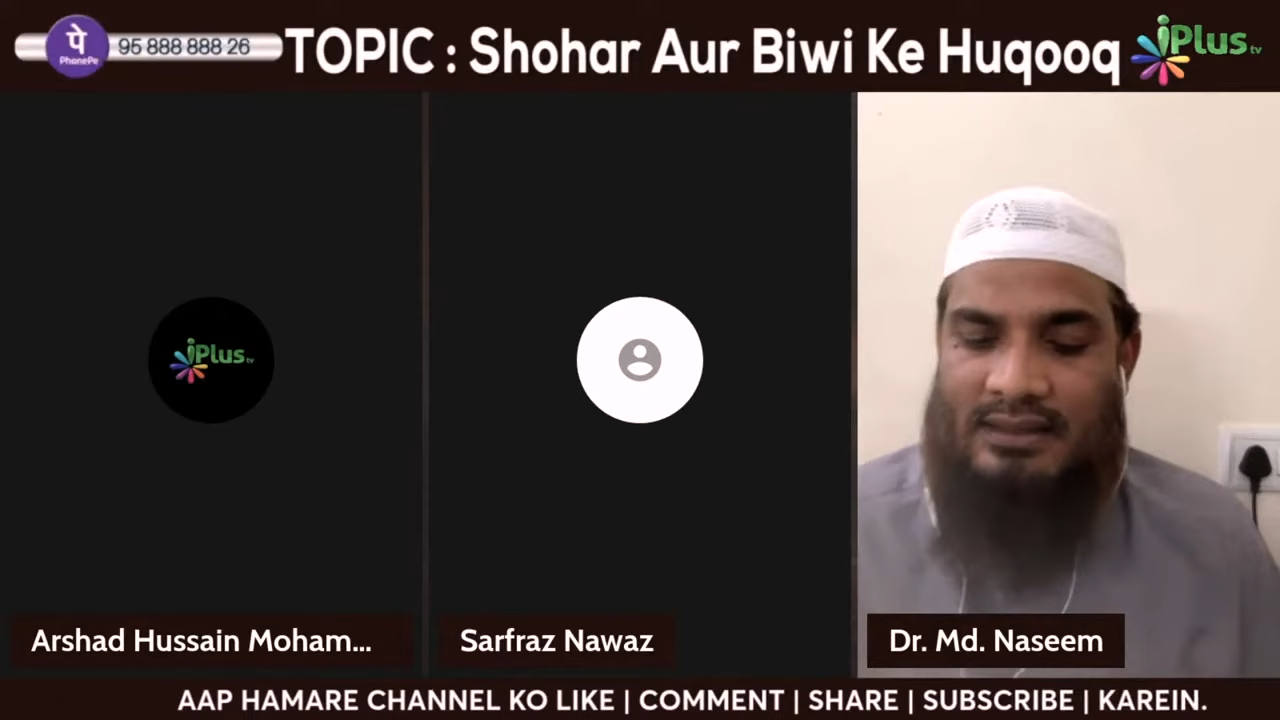 पे
PhonePe
95 888 888 26
TOPIC : Shohar Aur Biwi Ke Huqooq
iPlus tv
iPlus tv
Arshad Hussain Moham...
Sarfraz Nawaz
Dr. Md. Naseem
AAP HAMARE CHANNEL KO LIKE | COMMENT | SHARE | SUBSCRIBE | KAREIN.